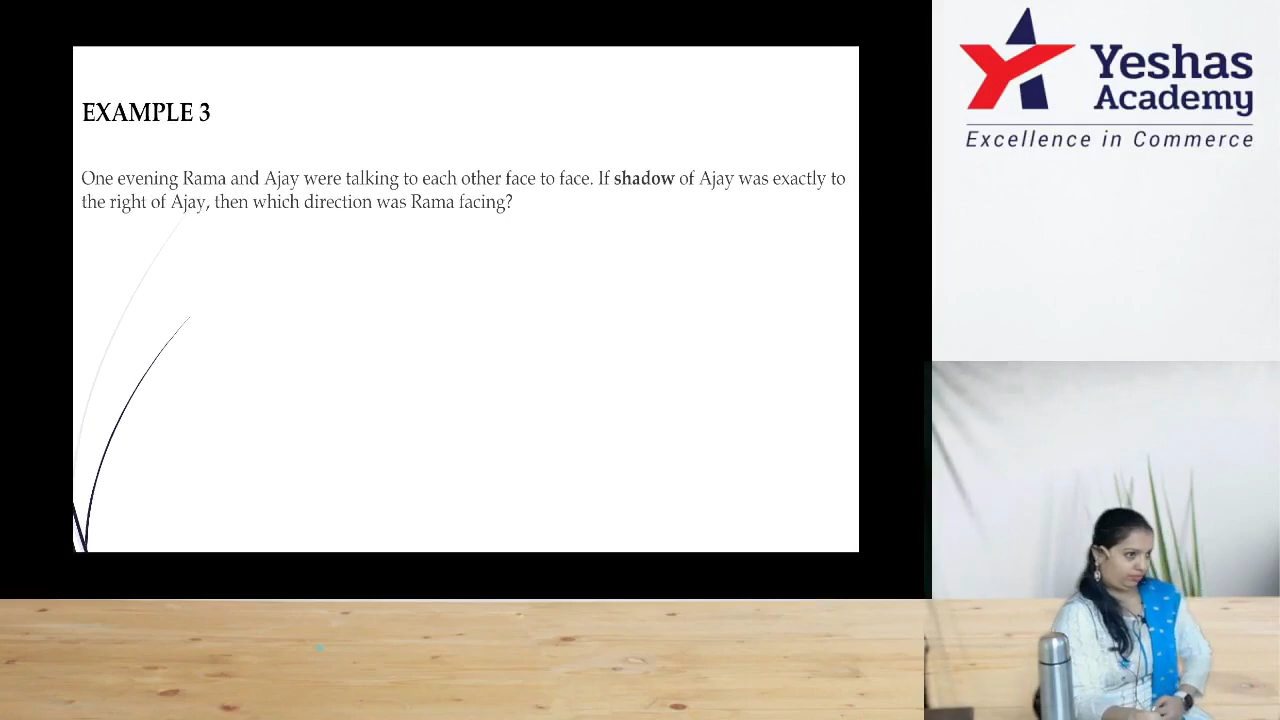 EXAMPLE 3
One evening Rama and Ajay were talking to each other face to face. If shadow of Ajay was exactly to
the right of Ajay, then which direction was Rama facing?
Yeshas
Academy
Excellence in Commerce